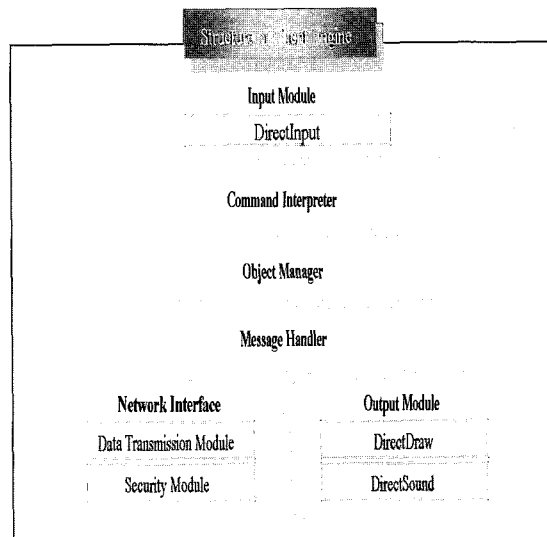 Engine
Input Module
DirectInput
Command Interpreter
Object Manager
Message Handler
Network Interface
Data Transmission Module
Security Module
Output Module
DirectDraw
DirectSound